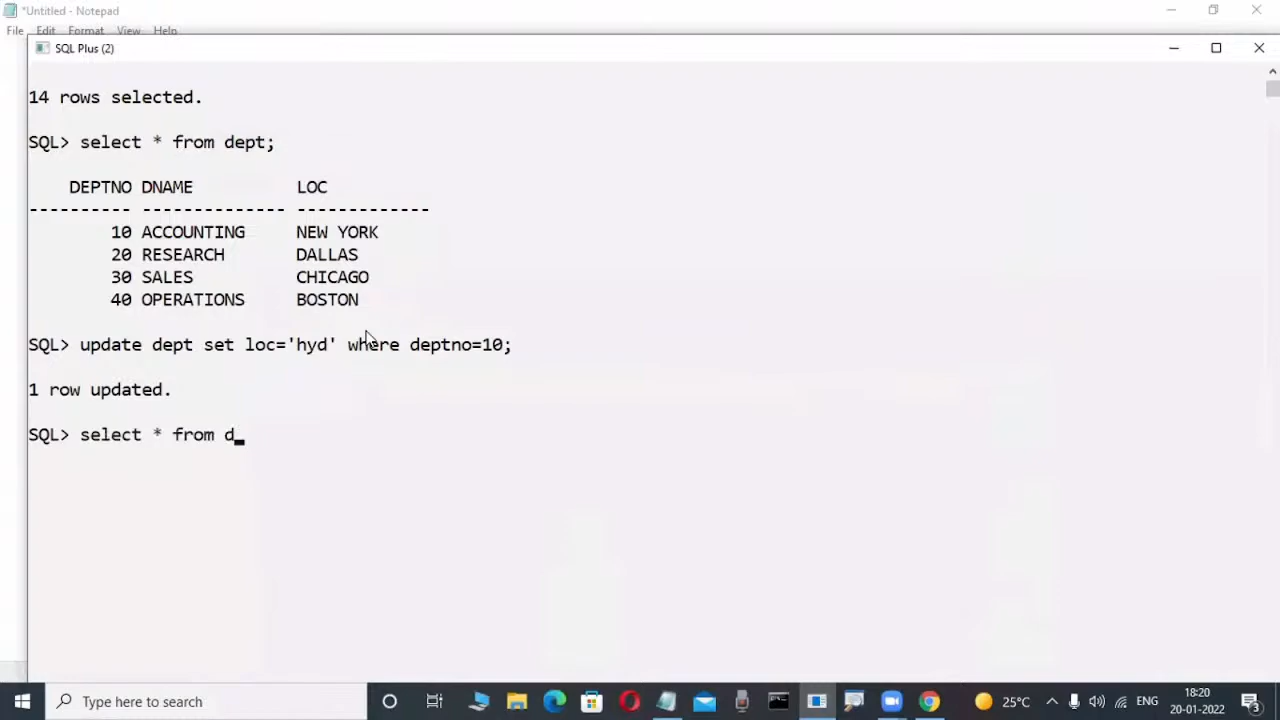 *Untitled - Notepad
File Edit Format View Help
SQL Plus (2)
14 rows selected.
SQL> select * from dept;
DEPTNO DNAME LOC
---------- -------------- -------------
10 ACCOUNTING NEW YORK
20 RESEARCH DALLAS
30 SALES CHICAGO
40 OPERATIONS BOSTON
SQL> update dept set loc='hyd' where deptno=10;
1 row updated.
SQL> select * from d_
Type here to search
25°C
ENG
18:20
20-01-2022
3